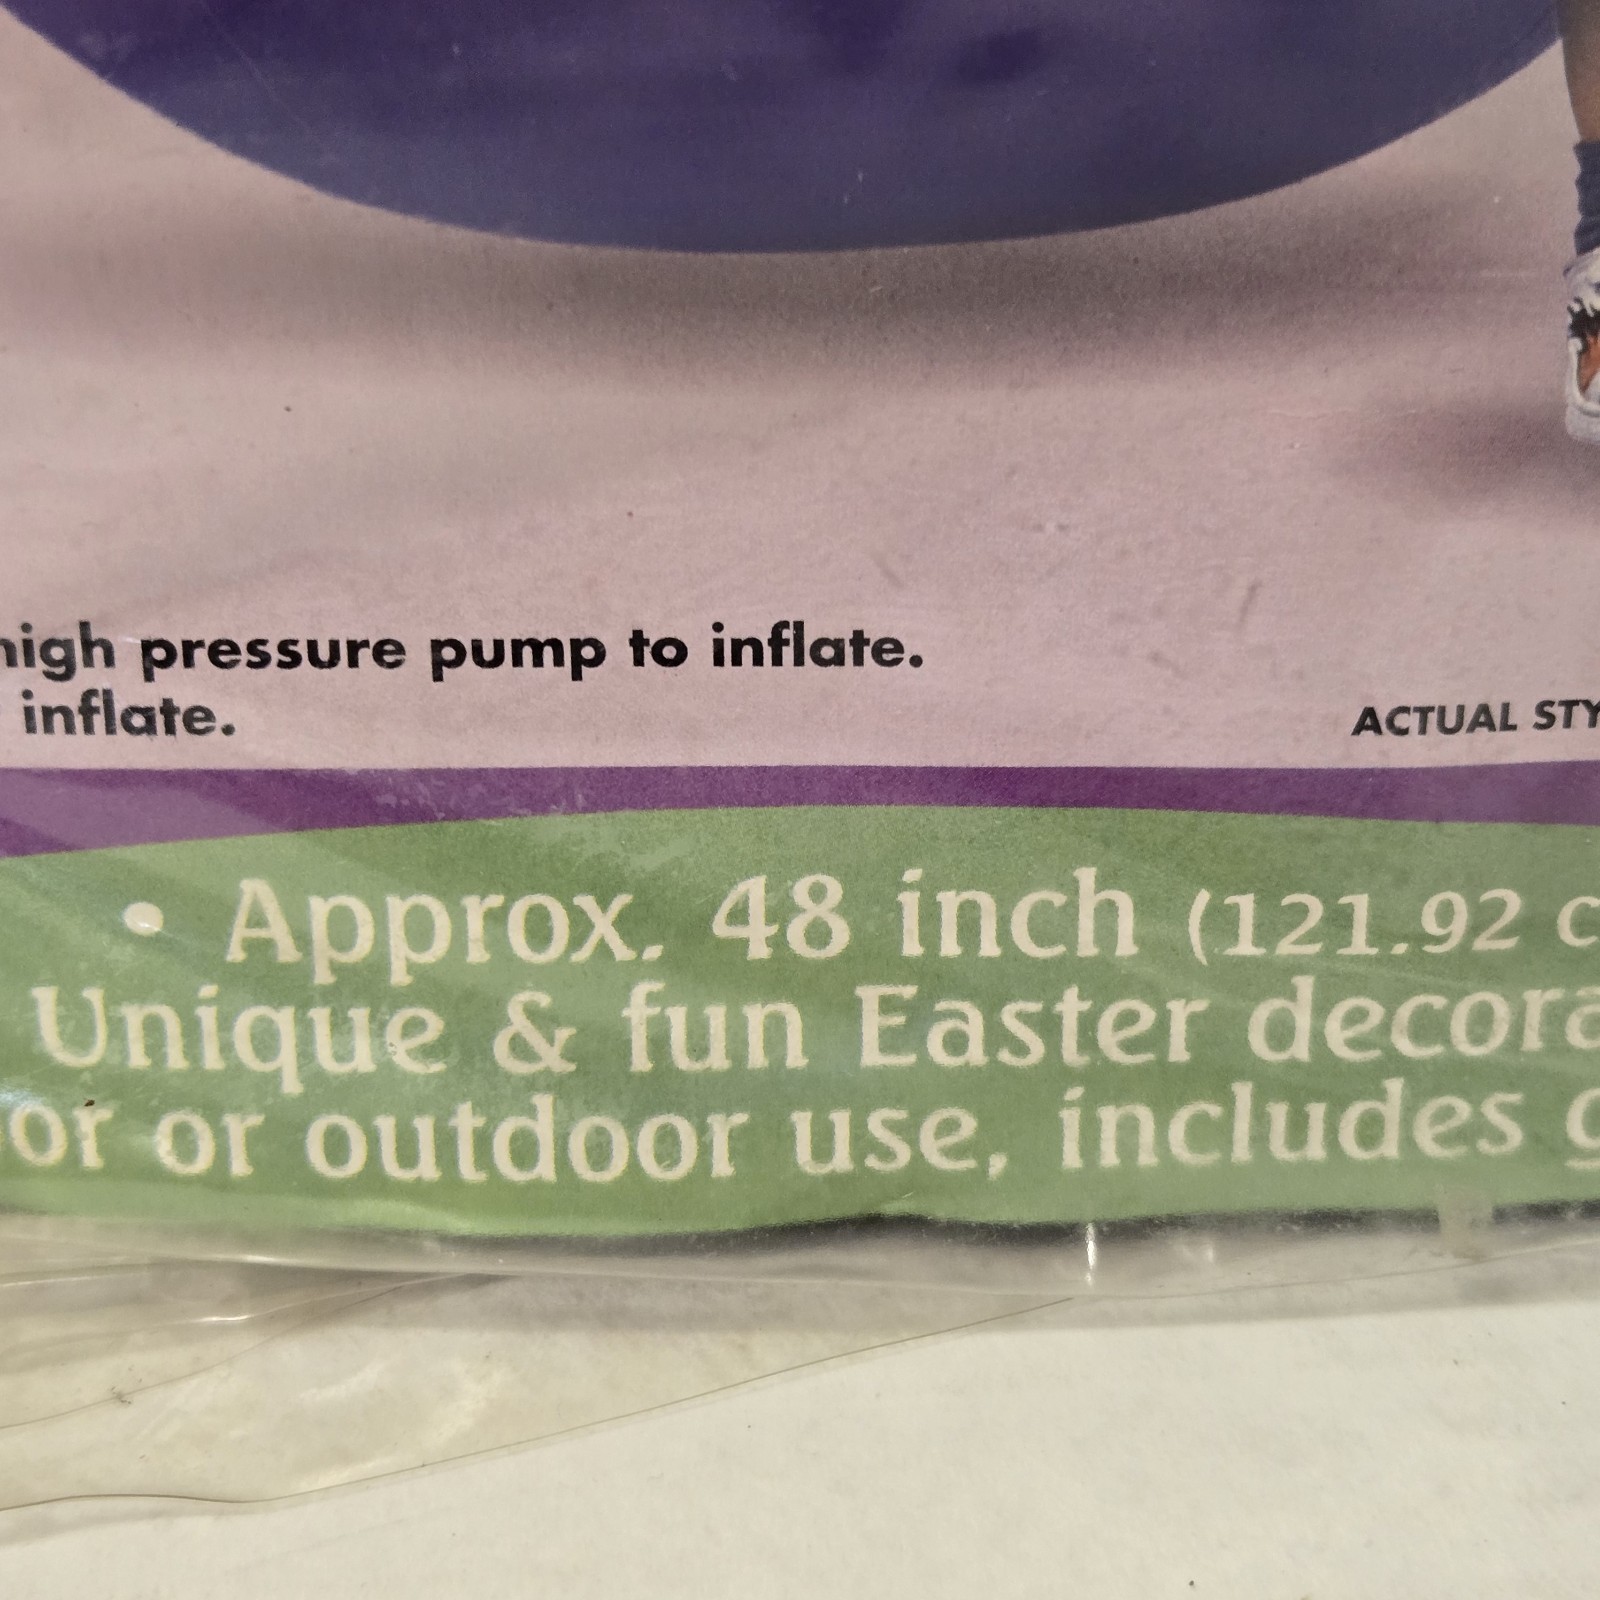 high pressure pump to inflate.
inflate.
ACTUAL STY
• Approx. 48 inch (121.92 c
Unique & fun Easter decora
or or outdoor use, includes g